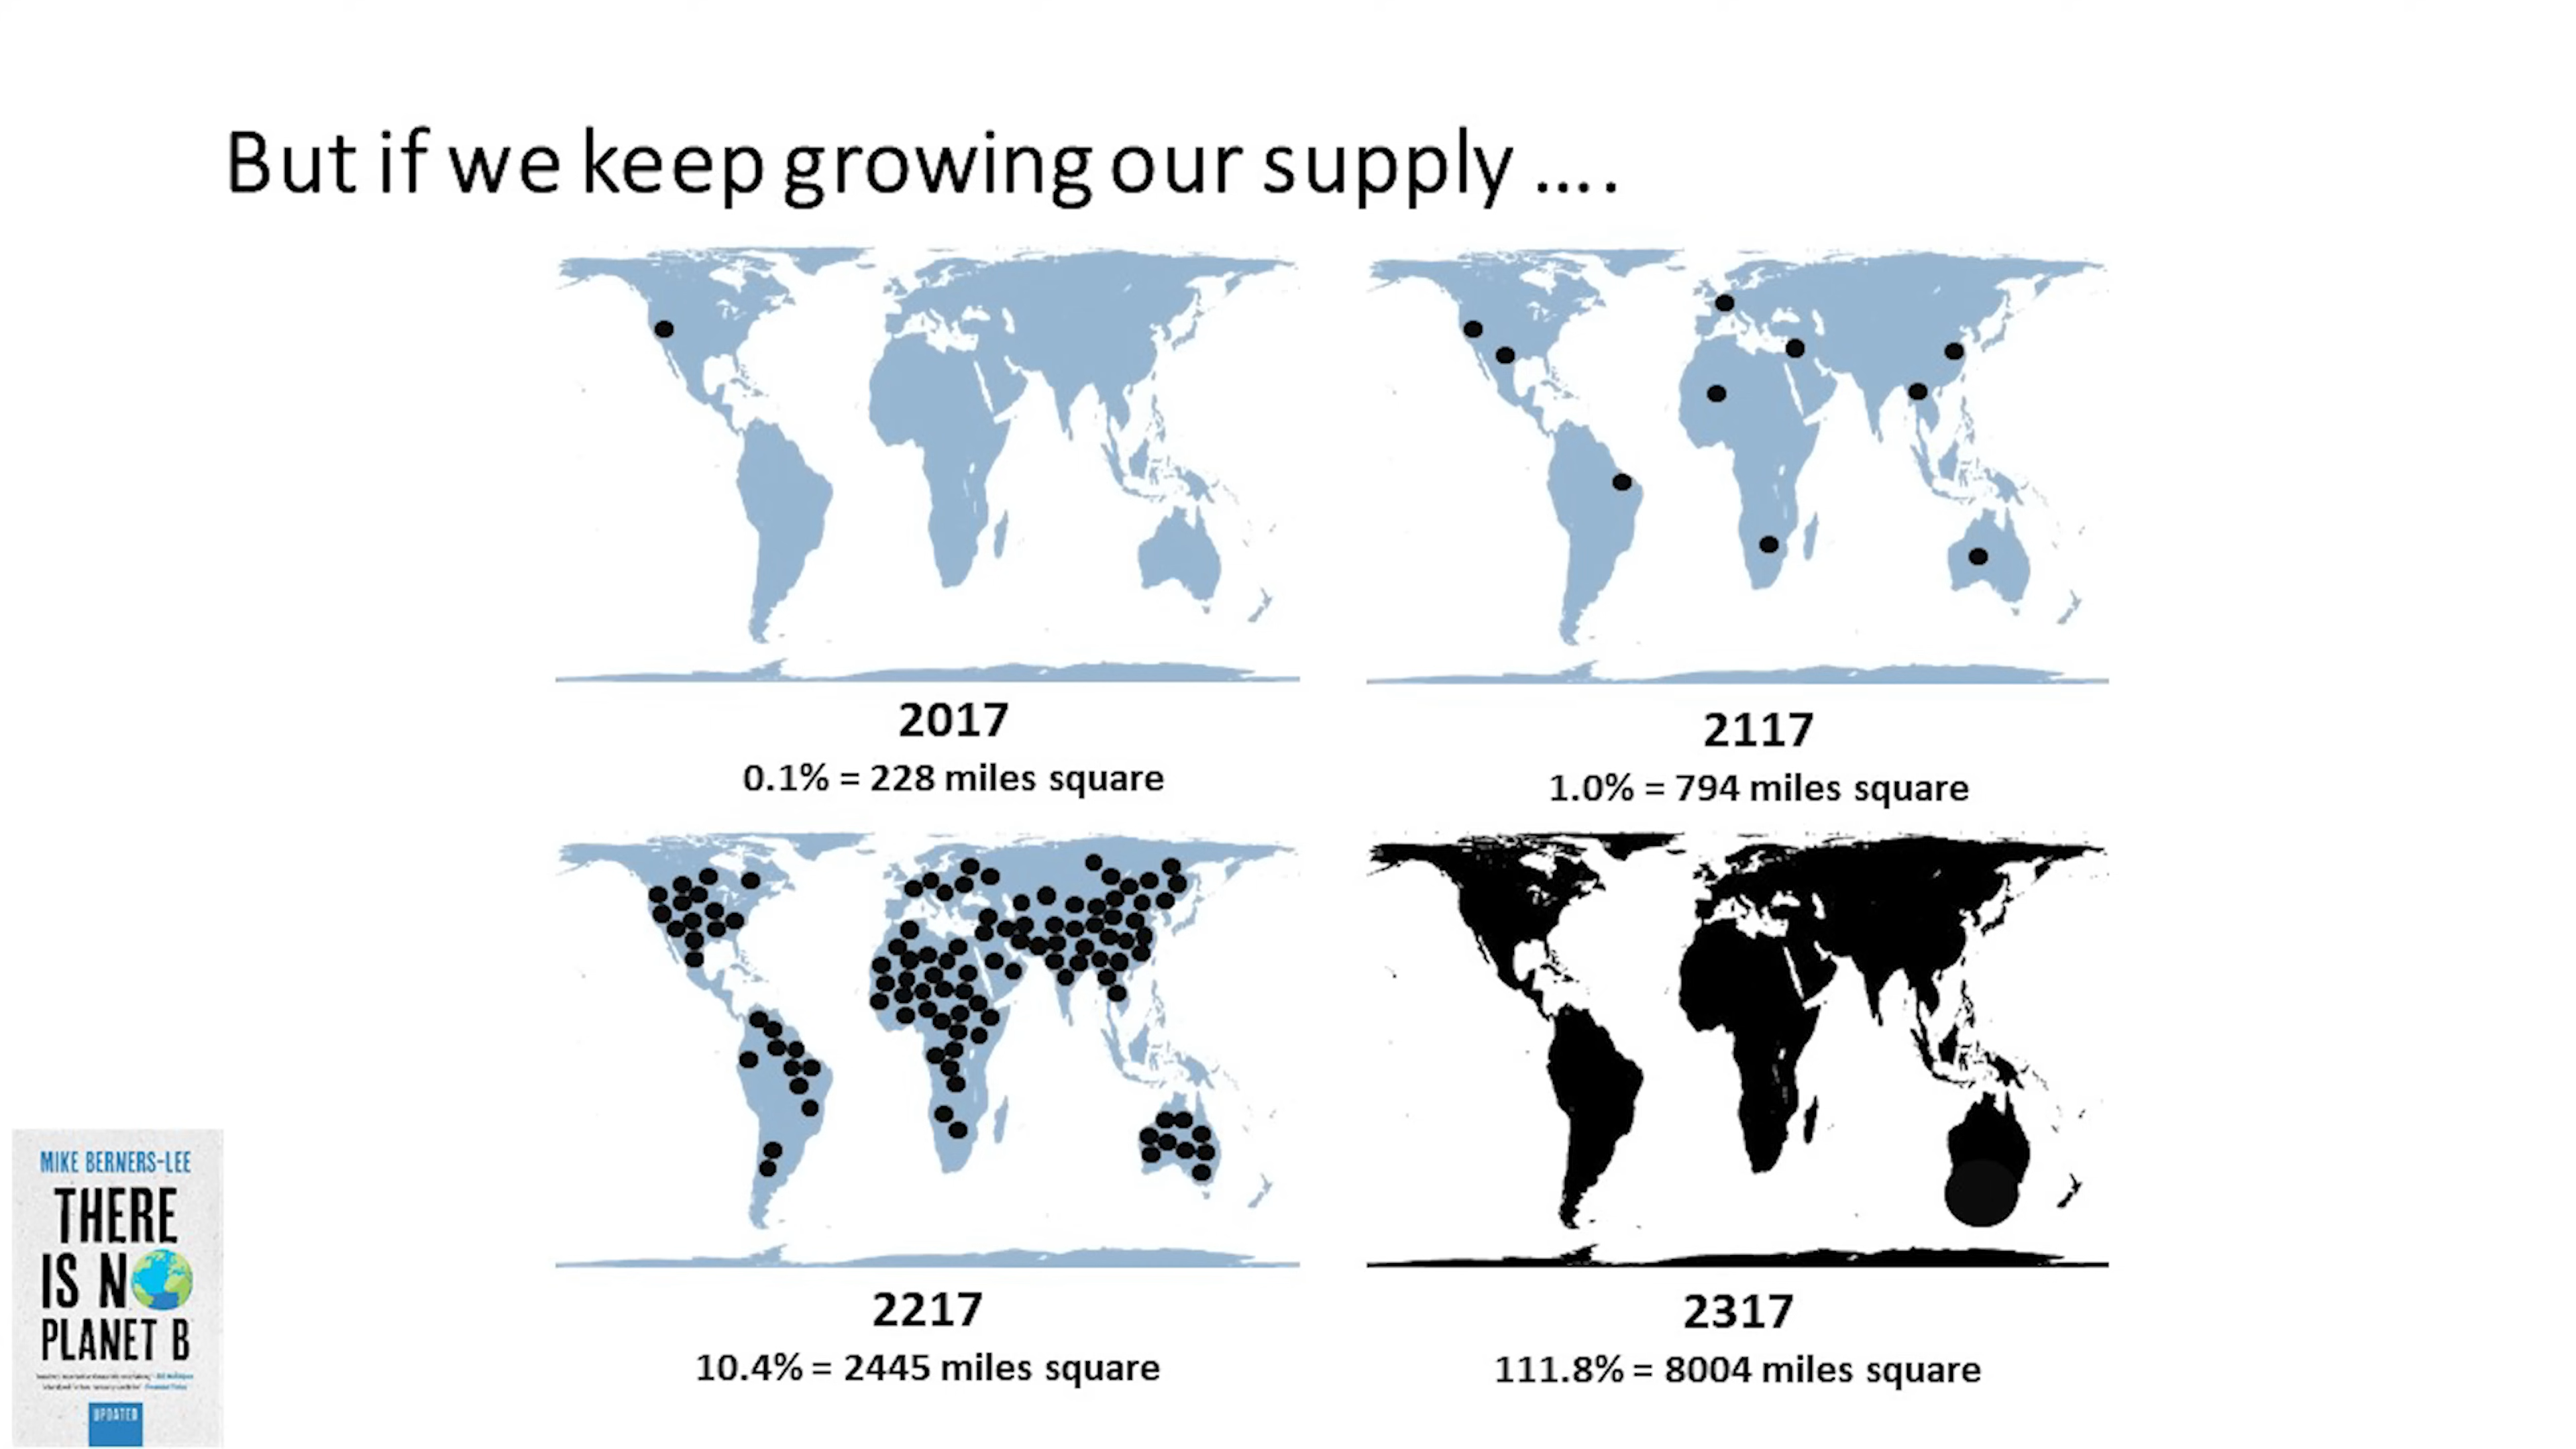 But if we keep growing our supply ....
2017
0.1% = 228 miles square
2117
1.0% = 794 miles square
2217
10.4% = 2445 miles square
2317
111.8% = 8004 miles square
MIKE BERNERS-LEE
THERE
IS NO
PLANET B
UPDATED